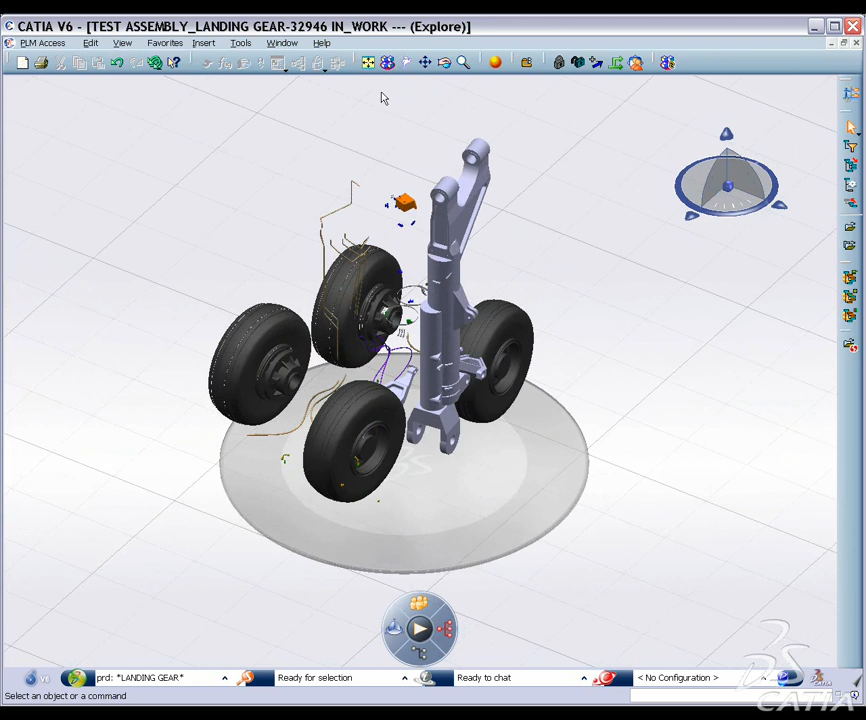 CATIA V6 - [TEST ASSEMBLY_LANDING GEAR-32946 IN_WORK --- (Explore)]
PLM Access Edit View Favorites Insert Tools Window Help
V6 prd: *LANDING GEAR* Ready for selection Ready to chat < No Configuration >
Select an object or a command
CATIA